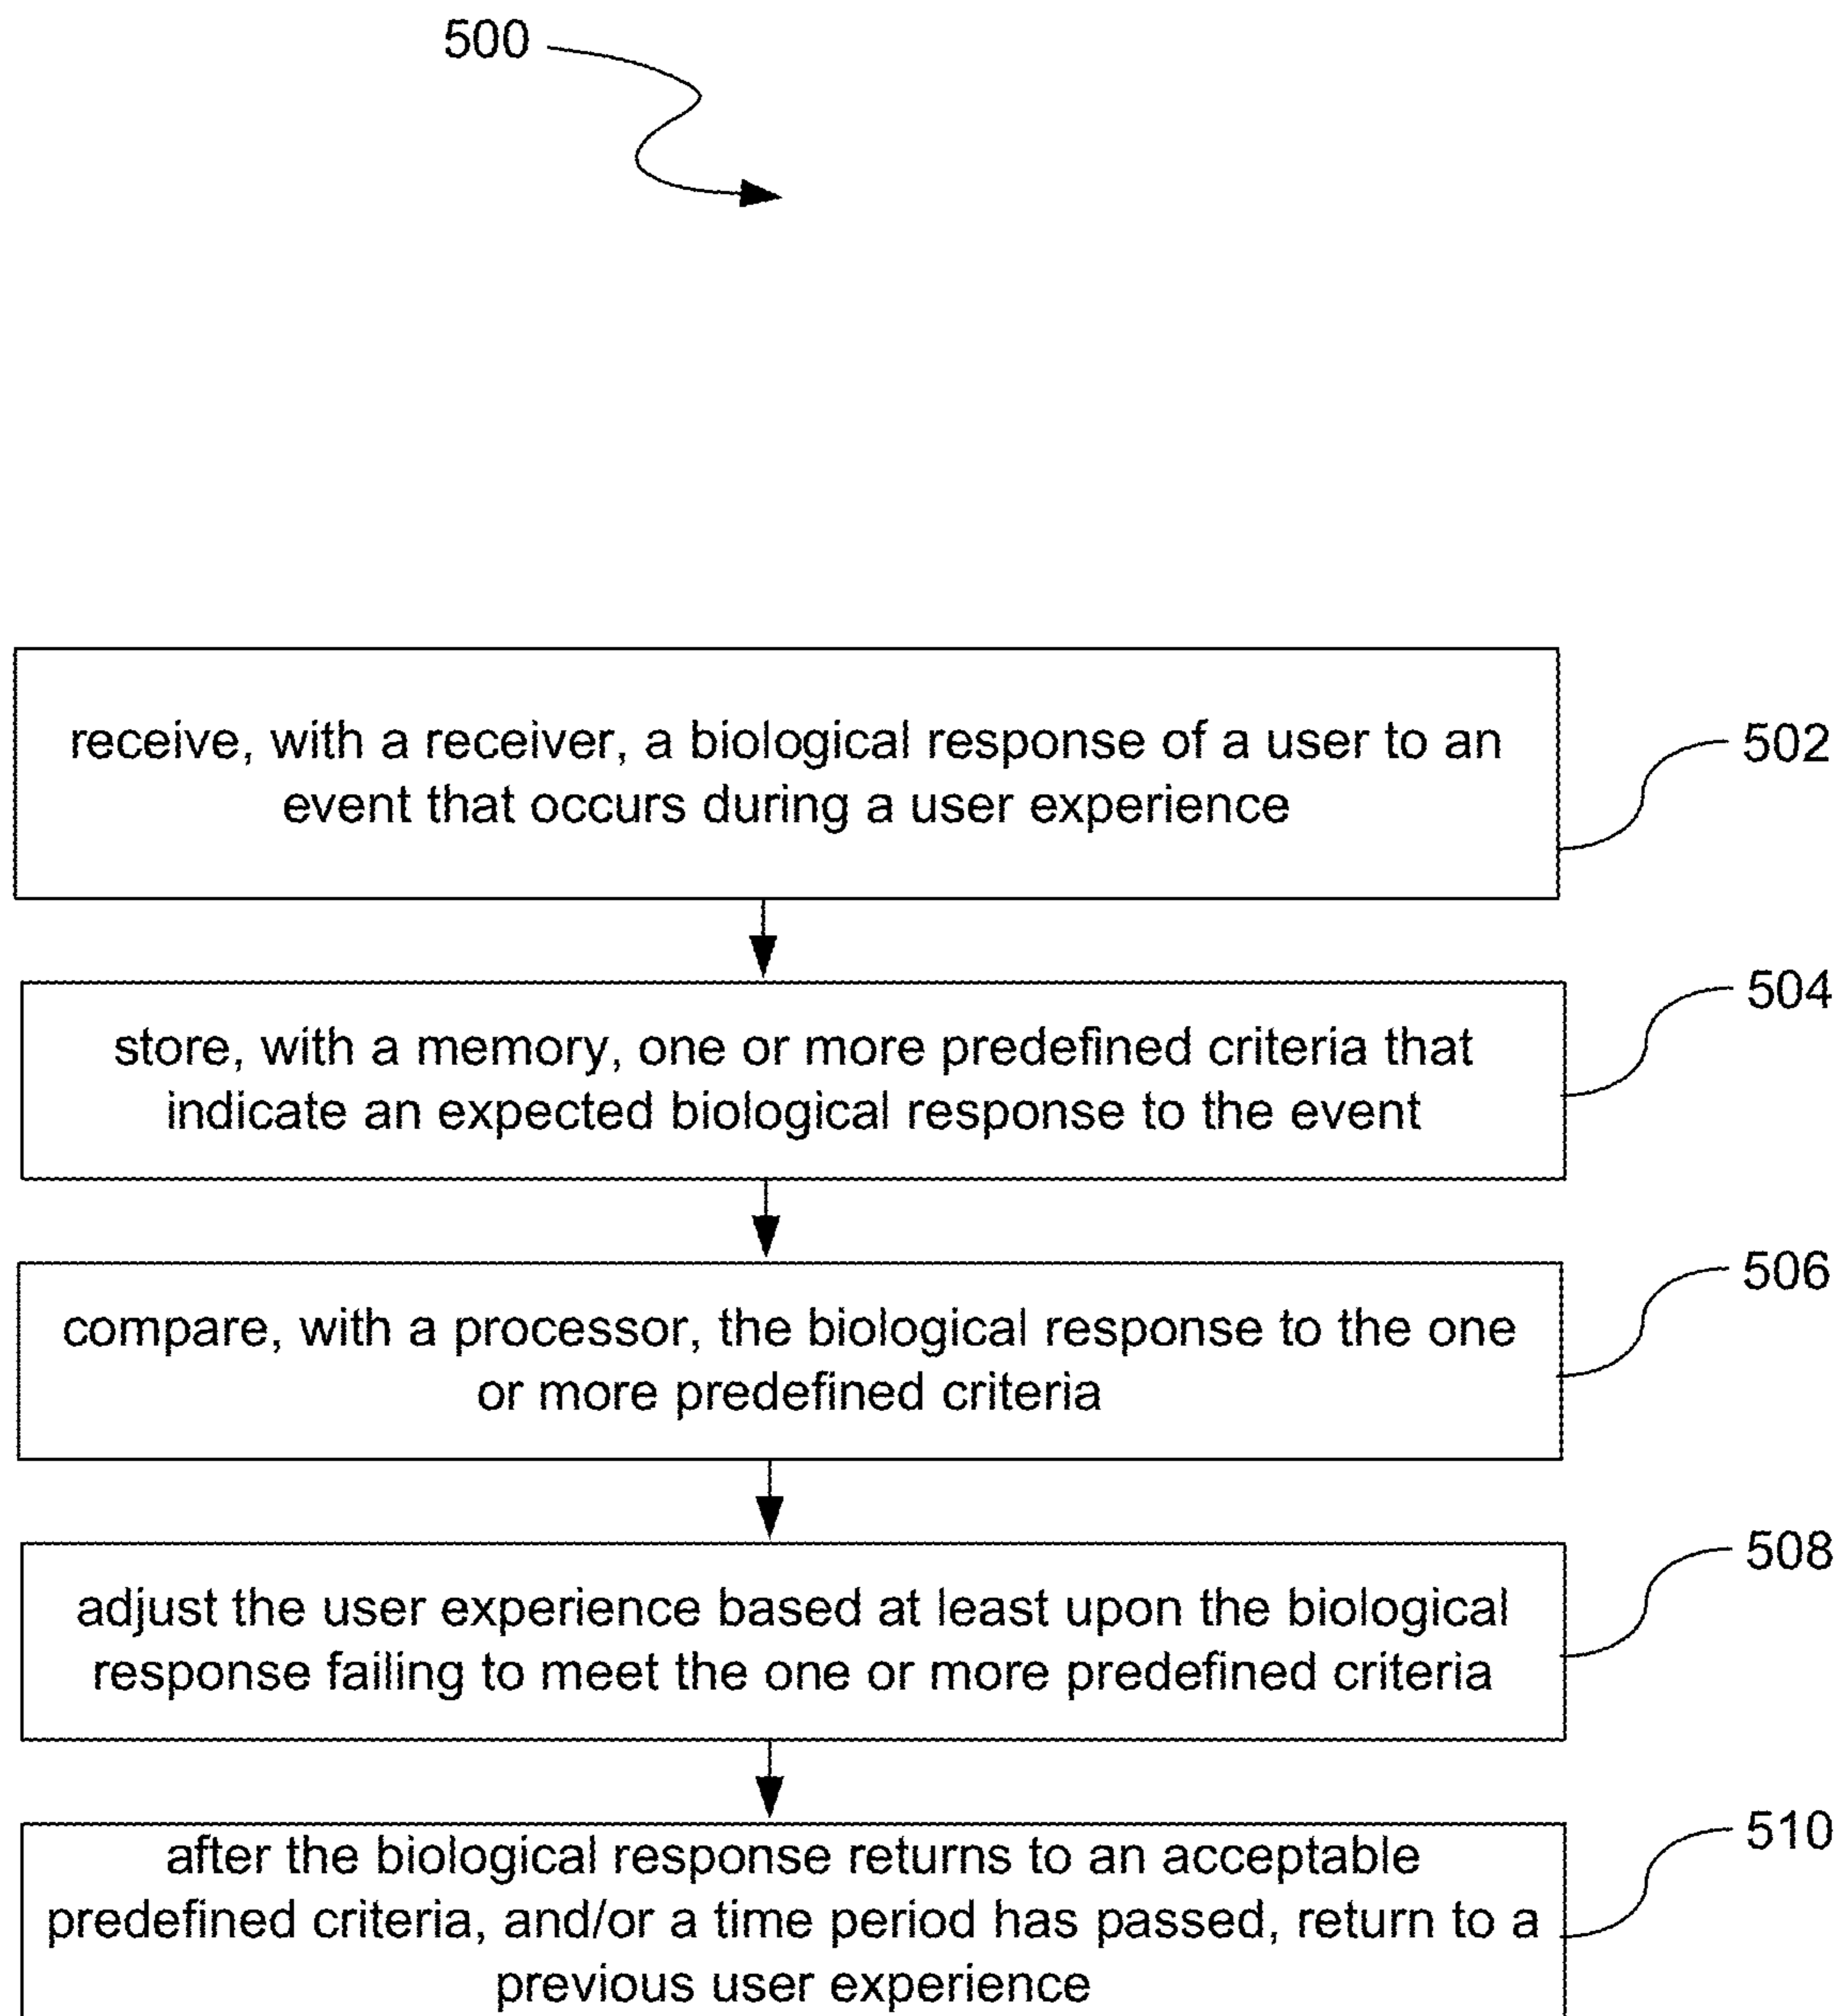 500
receive, with a receiver, a biological response of a user to an
event that occurs during a user experience
502
store, with a memory, one or more predefined criteria that
indicate an expected biological response to the event
504
compare, with a processor, the biological response to the one
or more predefined criteria
506
adjust the user experience based at least upon the biological
response failing to meet the one or more predefined criteria
508
after the biological response returns to an acceptable
predefined criteria, and/or a time period has passed, return to a
previous user experience
510